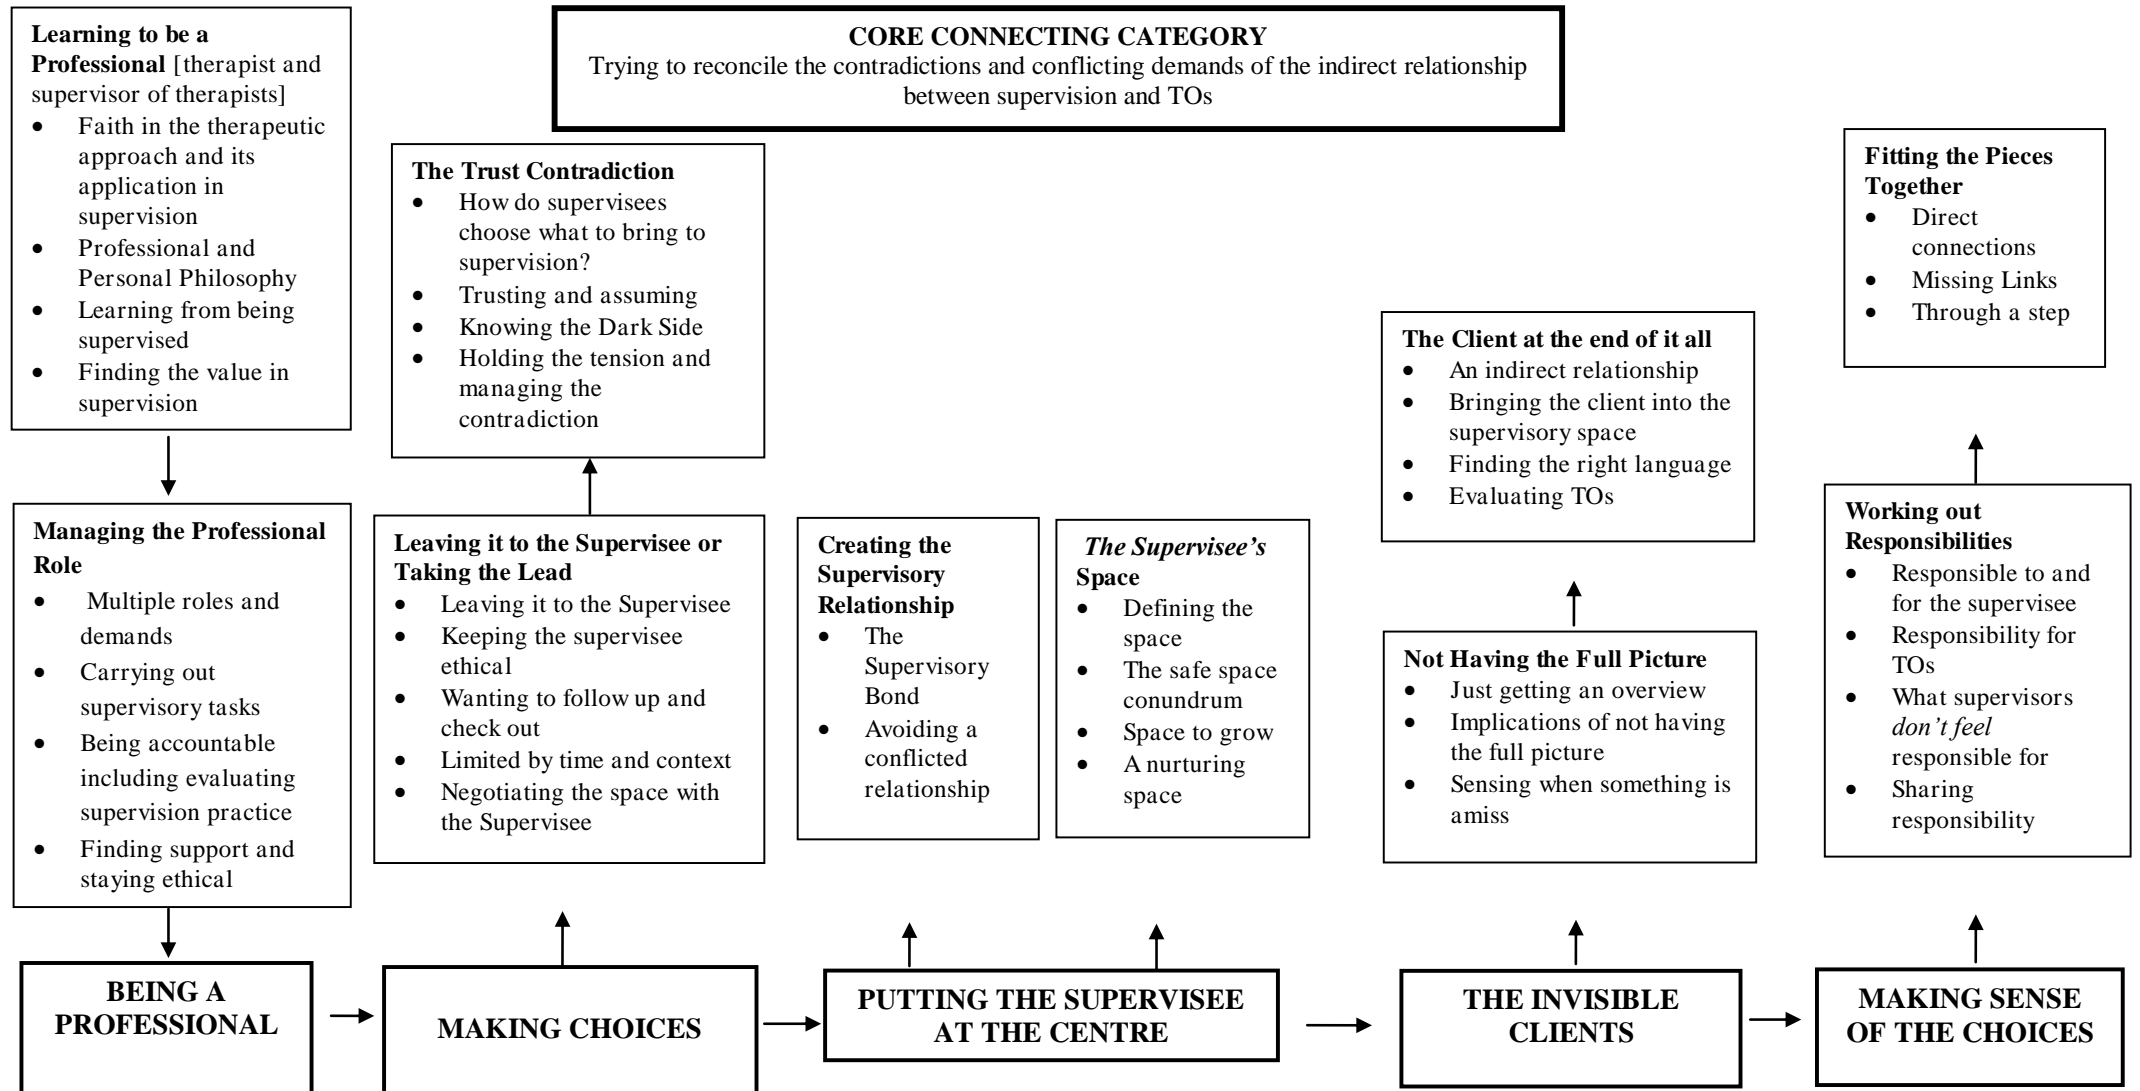 Learning to be a
Professional [therapist and
supervisor of therapists]
• Faith in the therapeutic
approach and its
application in
supervision
• Professional and
Personal Philosophy
• Learning from being
supervised
• Finding the value in
supervision
CORE CONNECTING CATEGORY
Trying to reconcile the contradictions and conflicting demands of the indirect relationship
between supervision and TOs
The Trust Contradiction
• How do supervisees
choose what to bring to
supervision?
• Trusting and assuming
• Knowing the Dark Side
• Holding the tension and
managing the
contradiction
Fitting the Pieces
Together
• Direct
connections
• Missing Links
• Through a step
The Client at the end of it all
• An indirect relationship
• Bringing the client into the
supervisory space
• Finding the right language
• Evaluating TOs
Managing the Professional
Role
• Multiple roles and
demands
• Carrying out
supervisory tasks
• Being accountable
including evaluating
supervision practice
• Finding support and
staying ethical
Leaving it to the Supervisee or
Taking the Lead
• Leaving it to the Supervisee
• Keeping the supervisee
ethical
• Wanting to follow up and
check out
• Limited by time and context
• Negotiating the space with
the Supervisee
Creating the
Supervisory
Relationship
• The
Supervisory
Bond
• Avoiding a
conflicted
relationship
The Supervisee's
Space
• Defining the
space
• The safe space
conundrum
• Space to grow
• A nurturing
space
Not Having the Full Picture
• Just getting an overview
• Implications of not having
the full picture
• Sensing when something is
amiss
Working out
Responsibilities
• Responsible to and
for the supervisee
• Responsibility for
TOs
• What supervisors
don't feel
responsible for
• Sharing
responsibility
BEING A
PROFESSIONAL
MAKING CHOICES
PUTTING THE SUPERVISEE
AT THE CENTRE
THE INVISIBLE
CLIENTS
MAKING SENSE
OF THE CHOICES